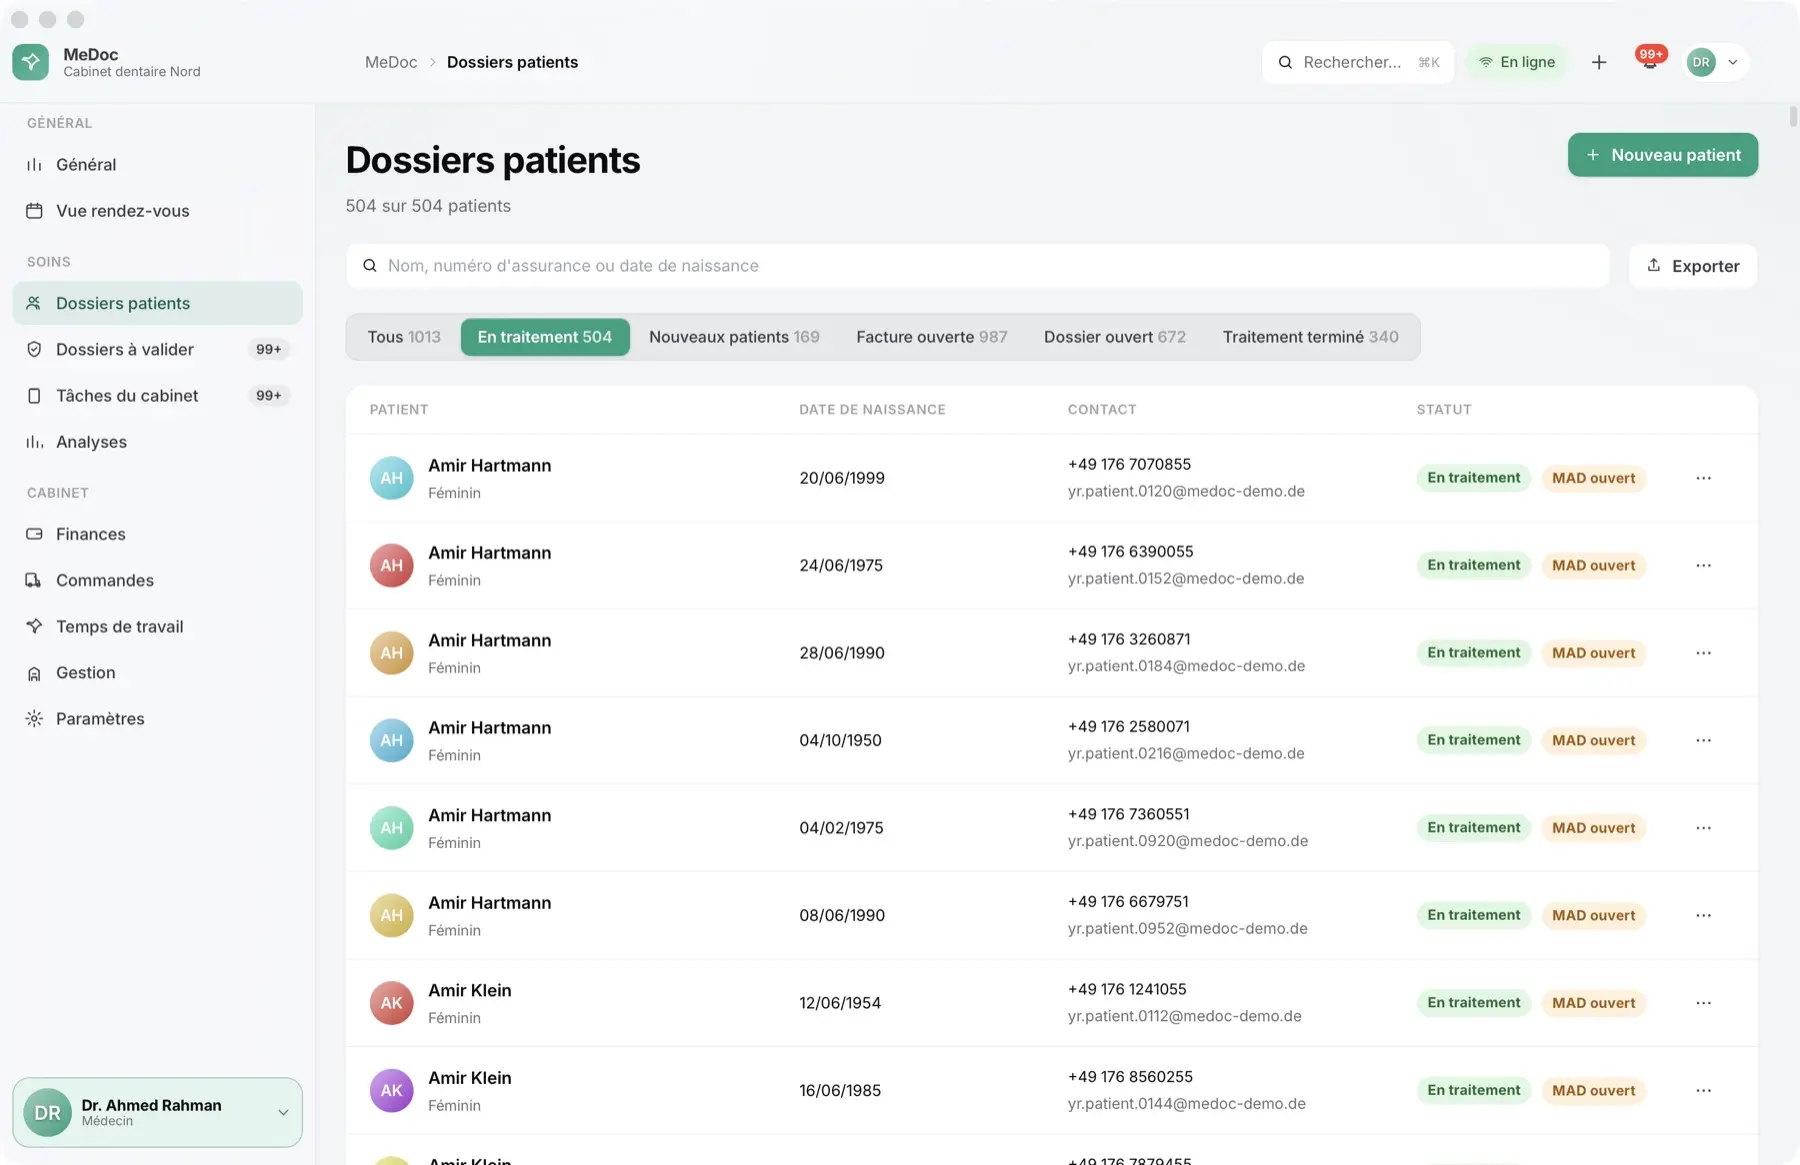 MeDoc
Cabinet dentaire Nord
MeDoc > Dossiers patients
Rechercher... ⌘K
En ligne
99+
DR
GÉNÉRAL
Général
Vue rendez-vous
SOINS
Dossiers patients
Dossiers à valider 99+
Tâches du cabinet 99+
Analyses
CABINET
Finances
Commandes
Temps de travail
Gestion
Paramètres
DR
Dr. Ahmed Rahman
Médecin
Dossiers patients
504 sur 504 patients
+ Nouveau patient
Nom, numéro d'assurance ou date de naissance
Exporter
Tous 1013 En traitement 504 Nouveaux patients 169 Facture ouverte 987 Dossier ouvert 672 Traitement terminé 340
PATIENT DATE DE NAISSANCE CONTACT STATUT
AH Amir Hartmann
Féminin
20/06/1999
+49 176 7070855
yr.patient.0120@medoc-demo.de
En traitement MAD ouvert ...
AH Amir Hartmann
Féminin
24/06/1975
+49 176 6390055
yr.patient.0152@medoc-demo.de
En traitement MAD ouvert ...
AH Amir Hartmann
Féminin
28/06/1990
+49 176 3260871
yr.patient.0184@medoc-demo.de
En traitement MAD ouvert ...
AH Amir Hartmann
Féminin
04/10/1950
+49 176 2580071
yr.patient.0216@medoc-demo.de
En traitement MAD ouvert ...
AH Amir Hartmann
Féminin
04/02/1975
+49 176 7360551
yr.patient.0920@medoc-demo.de
En traitement MAD ouvert ...
AH Amir Hartmann
Féminin
08/06/1990
+49 176 6679751
yr.patient.0952@medoc-demo.de
En traitement MAD ouvert ...
AK Amir Klein
Féminin
12/06/1954
+49 176 1241055
yr.patient.0112@medoc-demo.de
En traitement MAD ouvert ...
AK Amir Klein
Féminin
16/06/1985
+49 176 8560255
yr.patient.0144@medoc-demo.de
En traitement MAD ouvert ...
Amir Klein
+49 176 7879455